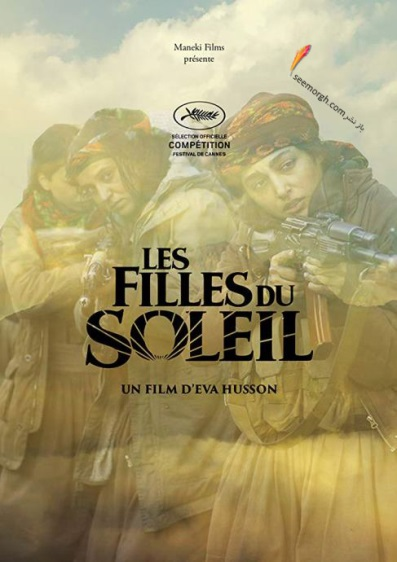 Maneki Films
présente
seemorgh.com بازنشر
SÉLECTION OFFICIELLE
COMPÉTITION
FESTIVAL DE CANNES
LES
FILLES DU
SOLEIL
UN FILM D'EVA HUSSON